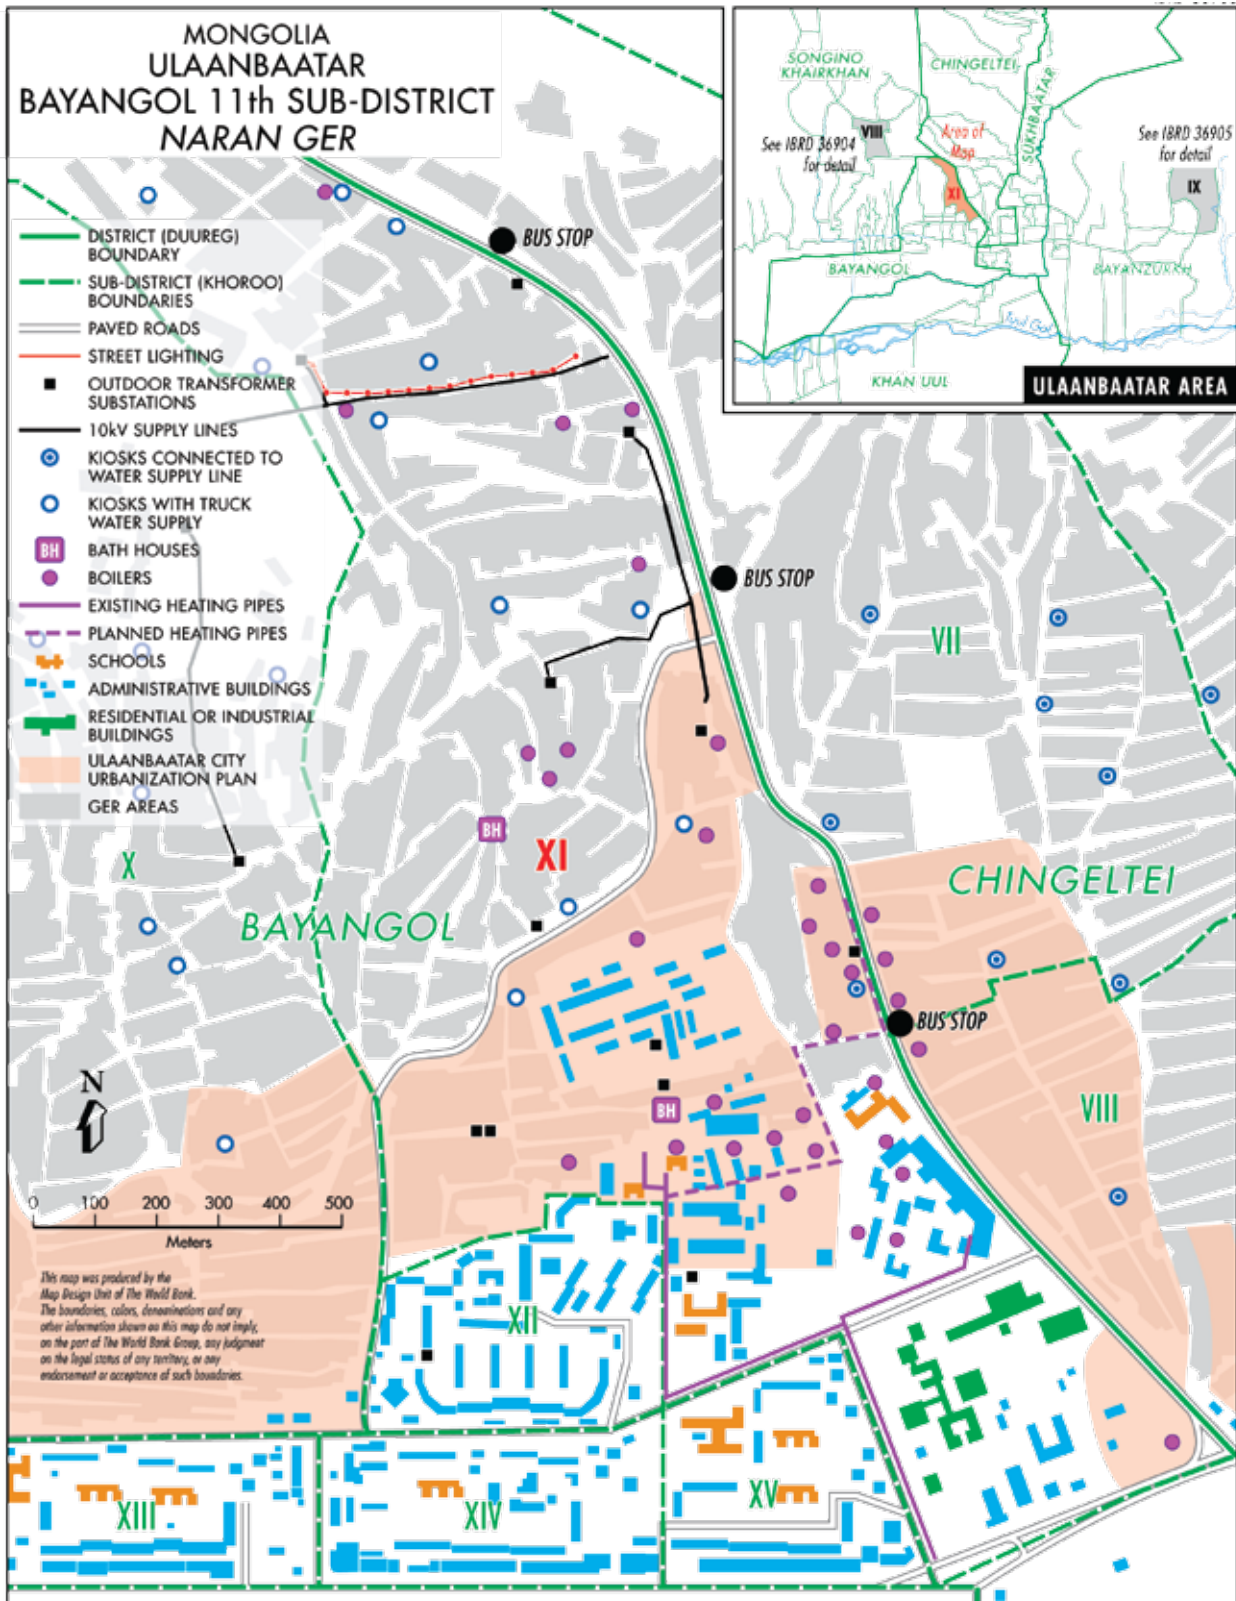 MONGOLIA
ULAANBAATAR
BAYANGOL 11th SUB-DISTRICT
NARAN GER
DISTRICT (DUUREG)
BOUNDARY
SUB-DISTRICT (KHOROO)
BOUNDARIES
PAVED ROADS
STREET LIGHTING
OUTDOOR TRANSFORMER
SUBSTATIONS
10kV SUPPLY LINES
KIOSKS CONNECTED TO
WATER SUPPLY LINE
KIOSKS WITH TRUCK
WATER SUPPLY
BH
BATH HOUSES
BOILERS
EXISTING HEATING PIPES
PLANNED HEATING PIPES
SCHOOLS
ADMINISTRATIVE BUILDINGS
RESIDENTIAL OR INDUSTRIAL
BUILDINGS
ULAANBAATAR CITY
URBANIZATION PLAN
GER AREAS
SONGINO
KHAIRKHAN
CHINGELTEI
SUKHBAATAR
VIII
See IBRD 36904
for detail
Area of
Map
See IBRD 36905
for detail
XI
IX
BAYANGOL
BAYANZURKH
Tuul Gol
KHAN UUL
ULAANBAATAR AREA
BUS STOP
BUS STOP
VII
BH
XI
X
BAYANGOL
CHINGELTEI
BUS STOP
BH
VIII
N
0 100 200 300 400 500
Meters
This map was produced by the
Map Design Unit of The World Bank.
The boundaries, colors, denominations and any
other information shown on this map do not imply,
on the part of The World Bank Group, any judgment
on the legal status of any territory, or any
endorsement or acceptance of such boundaries.
XII
XIII
XIV
XV